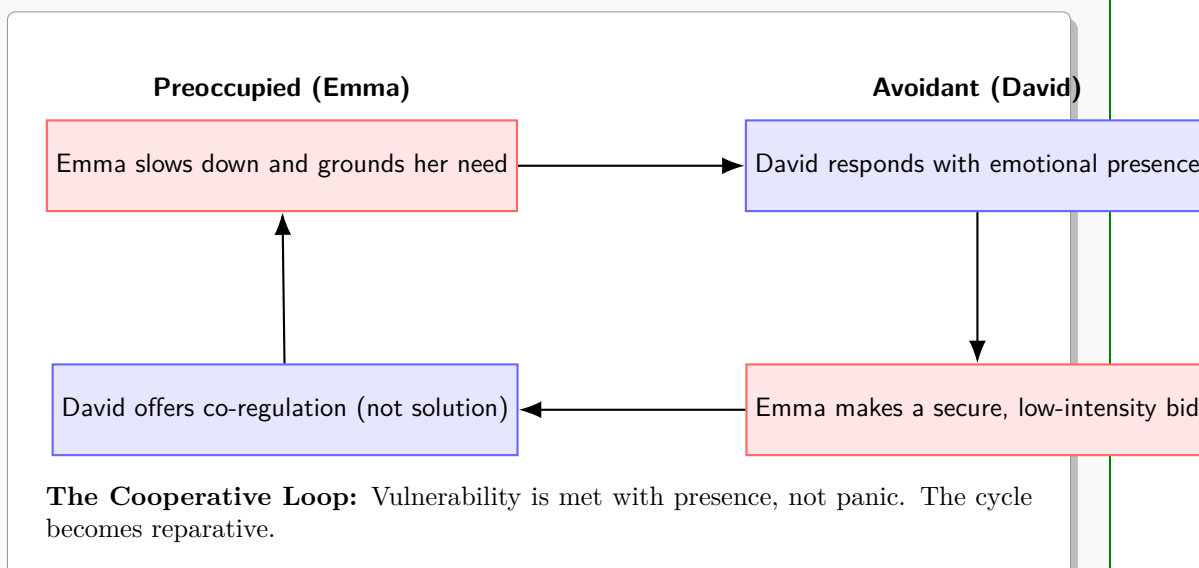 Preoccupied (Emma)
Avoidant (David)
Emma slows down and grounds her need
David responds with emotional presence
David offers co-regulation (not solution)
Emma makes a secure, low-intensity bid
The Cooperative Loop: Vulnerability is met with presence, not panic. The cycle
becomes reparative.